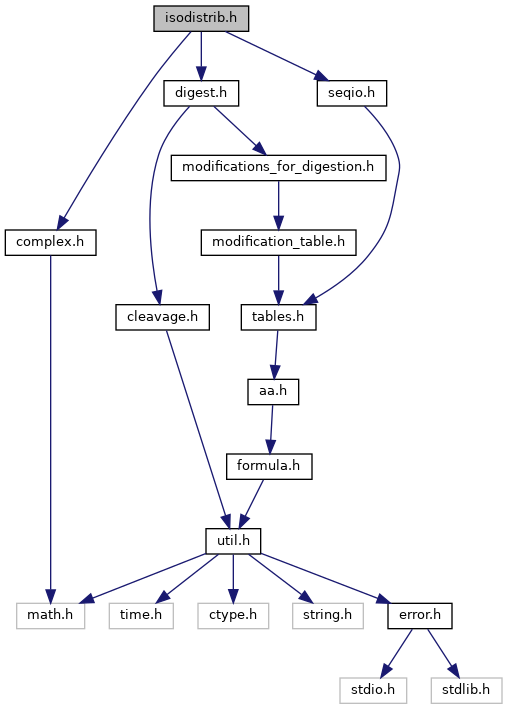 isodistrib.h
digest.h
seqio.h
modifications_for_digestion.h
complex.h
modification_table.h
cleavage.h
tables.h
aa.h
formula.h
util.h
math.h
time.h
ctype.h
string.h
error.h
stdio.h
stdlib.h